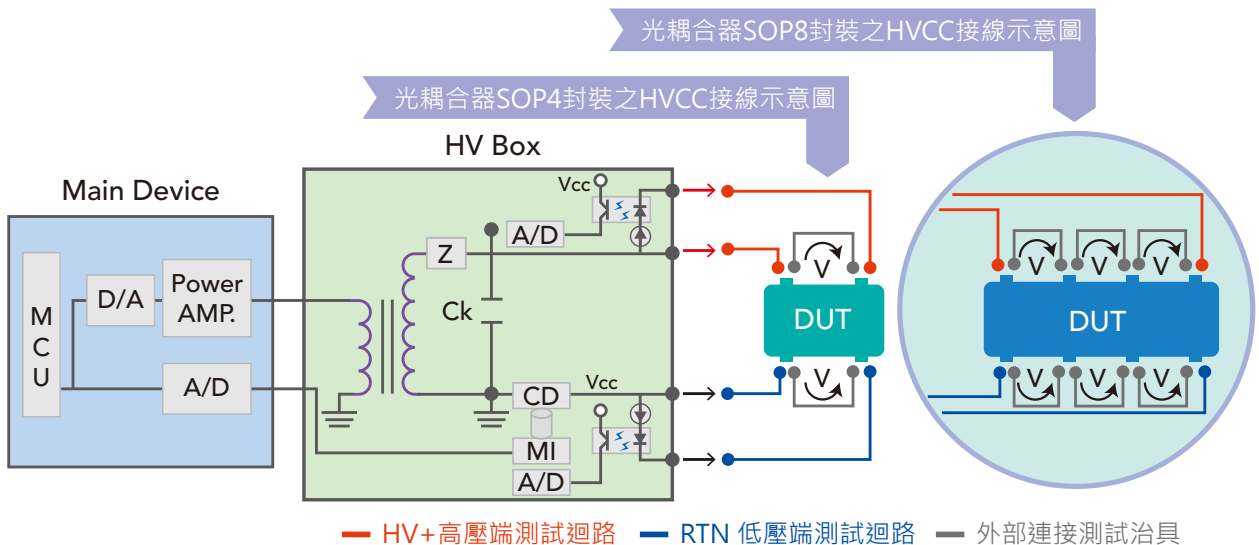 光耦合器SOP8封裝之HVCC接線示意圖
光耦合器SOP4封裝之HVCC接線示意圖
HV Box
Main Device
MCU
D/A
Power
AMP.
A/D
Z
Ck
Vcc
A/D
CD
MI
A/D
Vcc
V
DUT
V
V
V
V
DUT
V
V
V
HV+高壓端測試迴路
RTN 低壓端測試迴路
外部連接測試治具